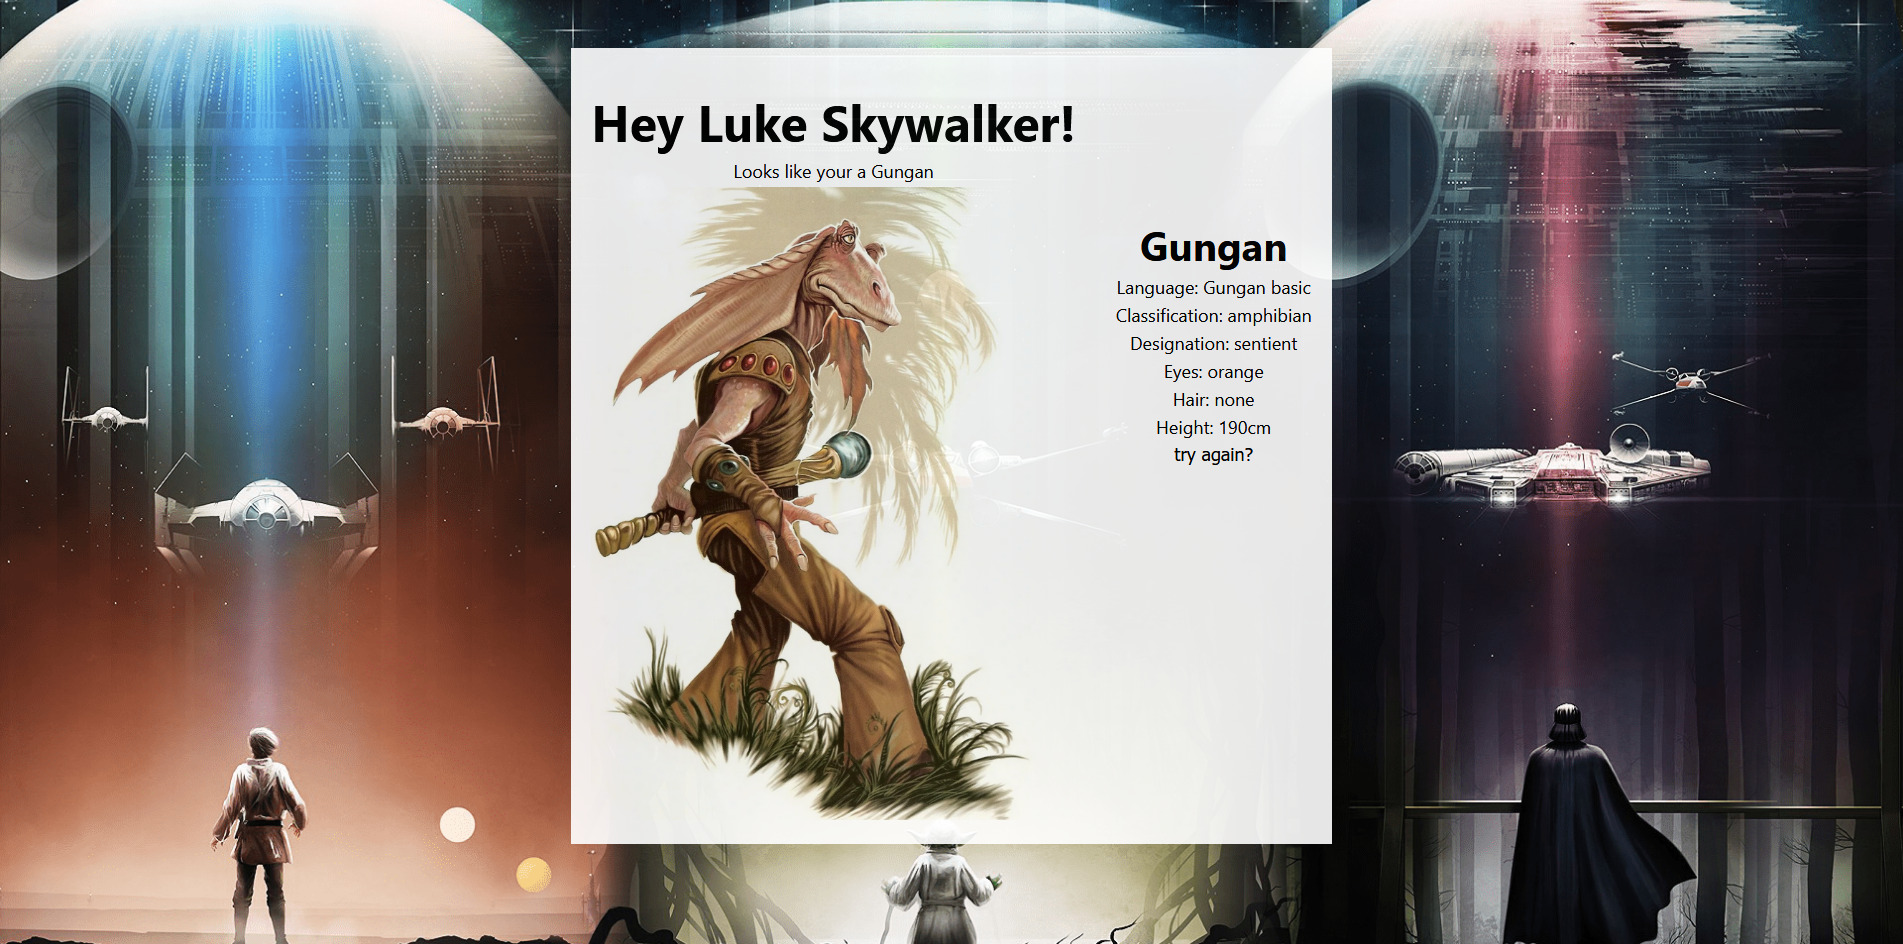 Hey Luke Skywalker!
Looks like your a Gungan
Gungan
Language: Gungan basic
Classification: amphibian
Designation: sentient
Eyes: orange
Hair: none
Height: 190cm
try again?